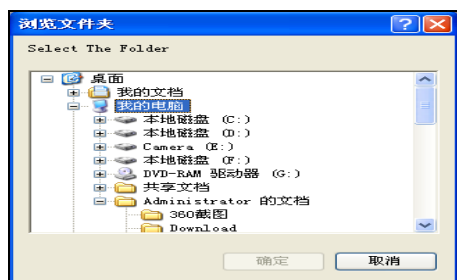 浏览文件夹
Select The Folder
桌面
我的文档
我的电脑
本地磁盘 (C:)
本地磁盘 (D:)
Camera (E:)
本地磁盘 (F:)
DVD-RAM 驱动器 (G:)
共享文档
Administrator 的文档
360截图
Download
确定 取消